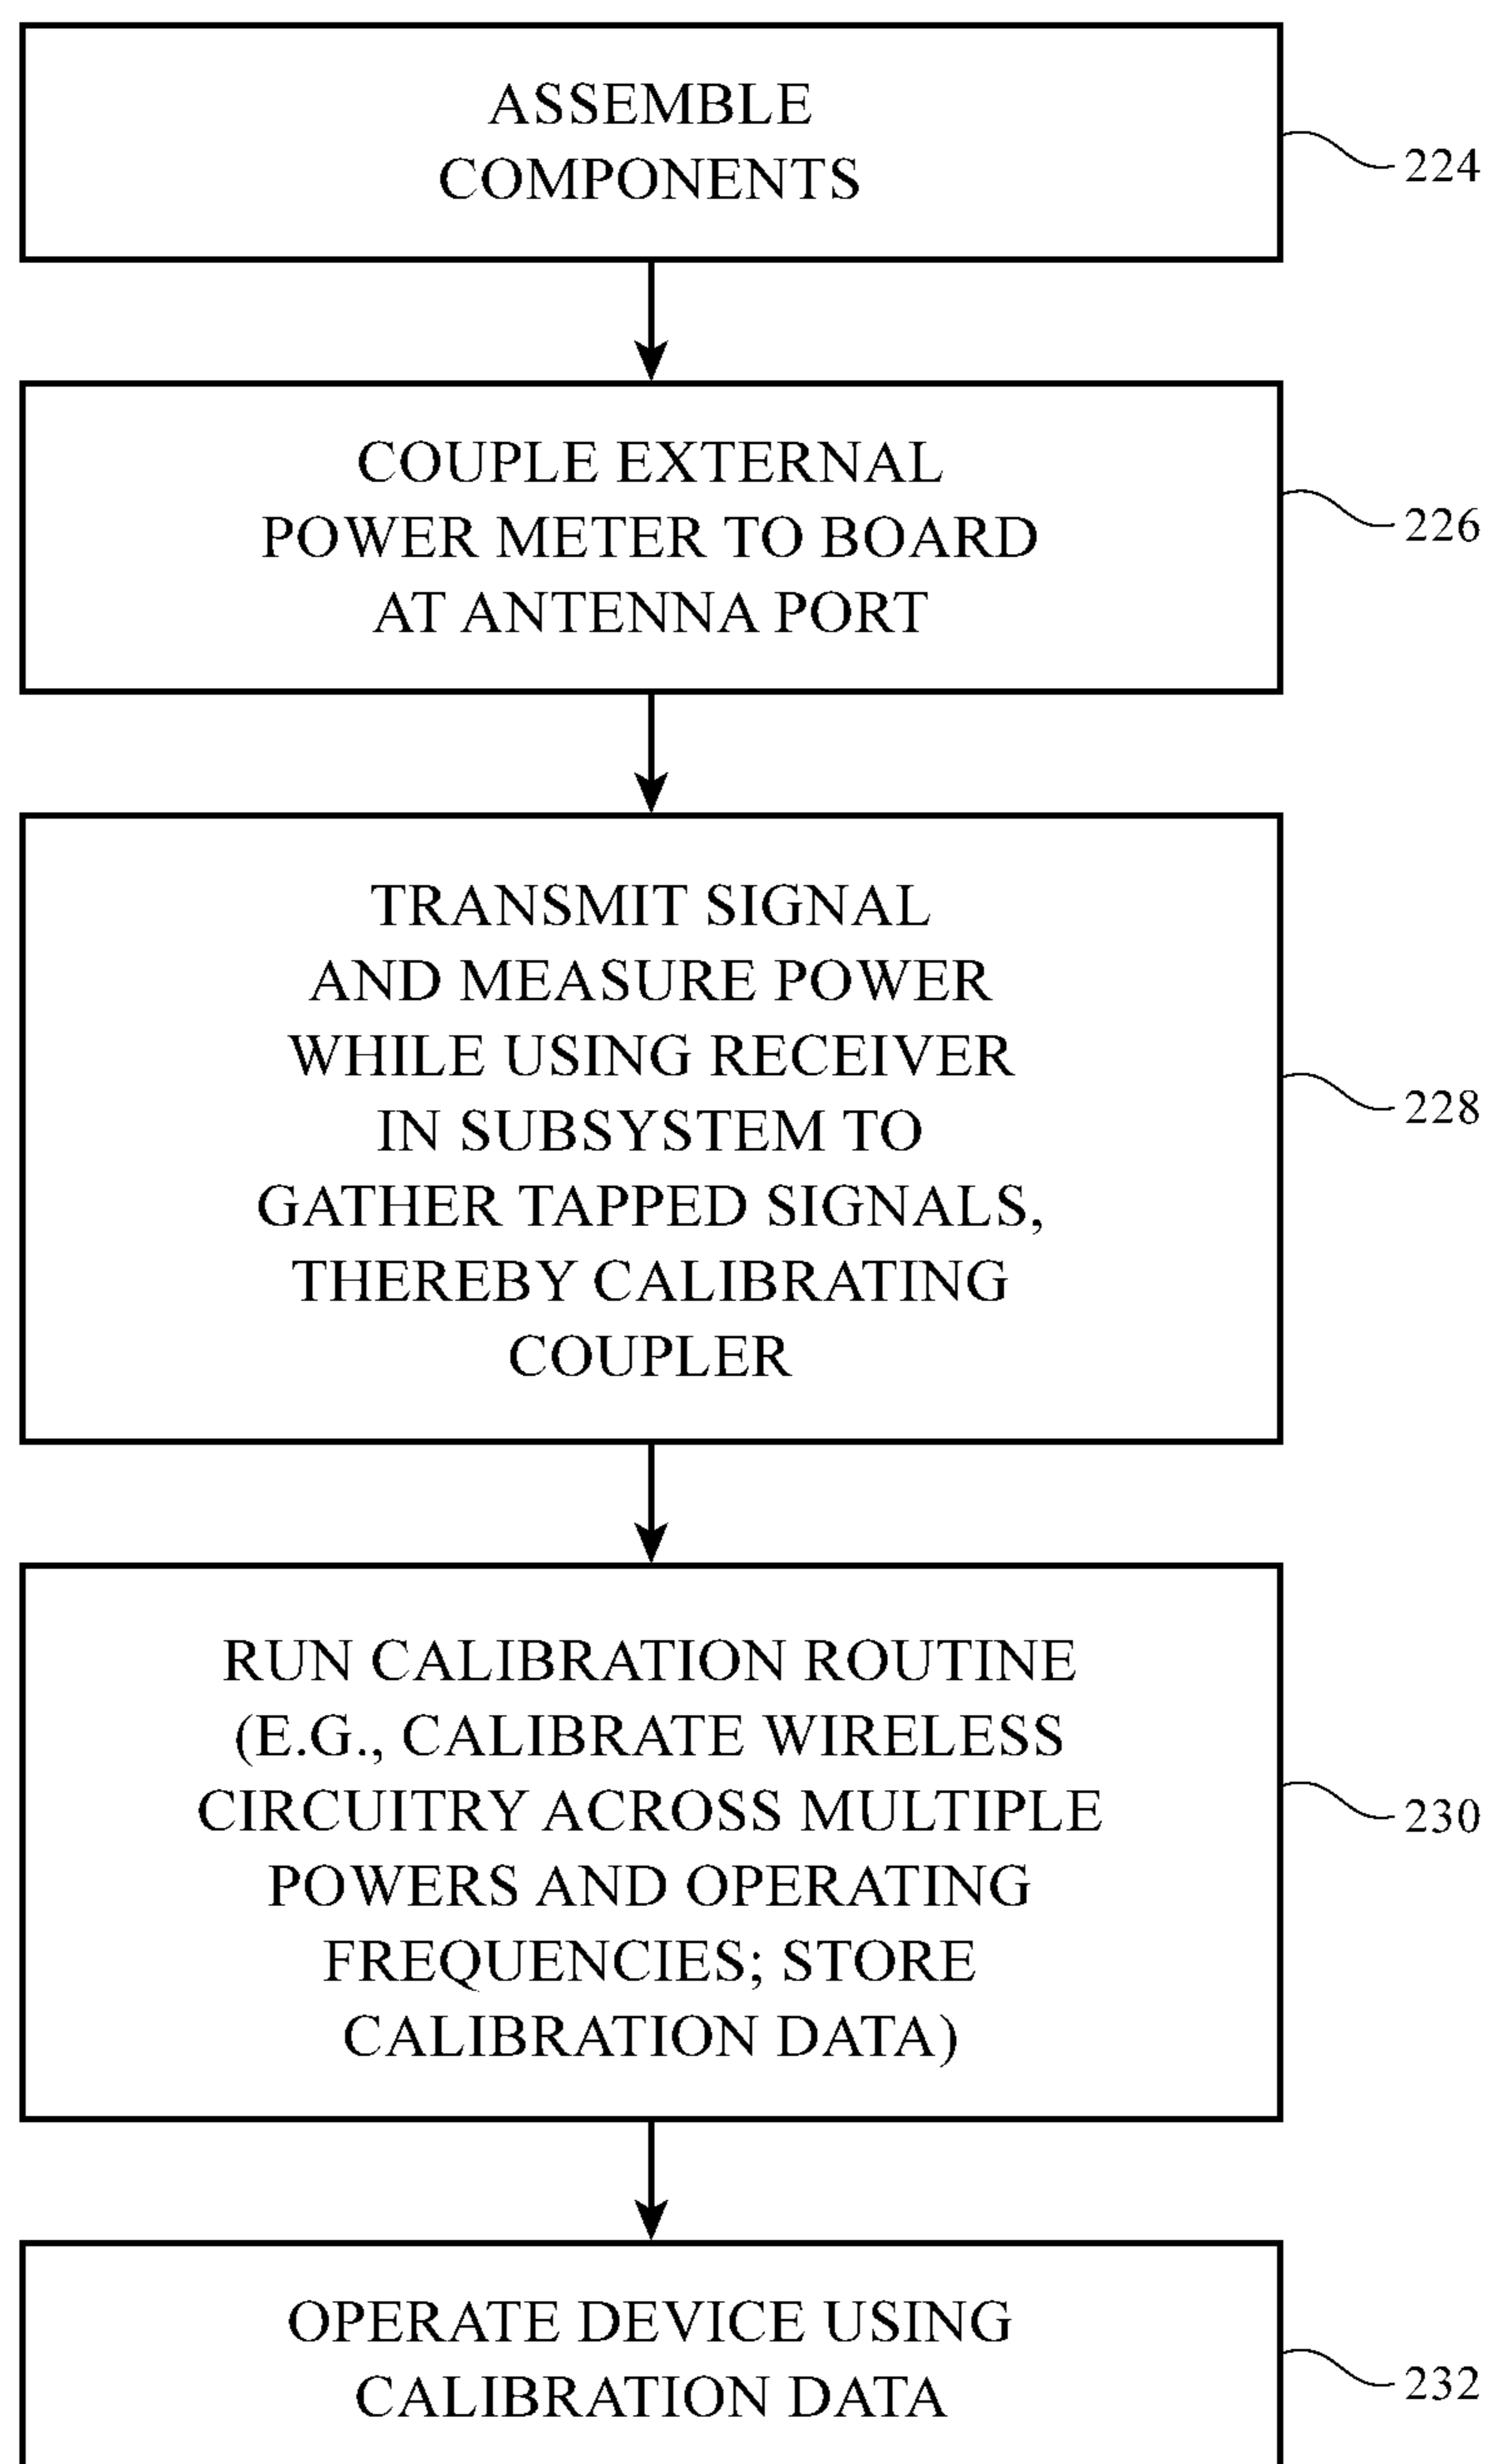 ASSEMBLE
COMPONENTS
224
COUPLE EXTERNAL
POWER METER TO BOARD
AT ANTENNA PORT
226
TRANSMIT SIGNAL
AND MEASURE POWER
WHILE USING RECEIVER
IN SUBSYSTEM TO
GATHER TAPPED SIGNALS,
THEREBY CALIBRATING
COUPLER
228
RUN CALIBRATION ROUTINE
(E.G., CALIBRATE WIRELESS
CIRCUITRY ACROSS MULTIPLE
POWERS AND OPERATING
FREQUENCIES; STORE
CALIBRATION DATA)
230
OPERATE DEVICE USING
CALIBRATION DATA
232